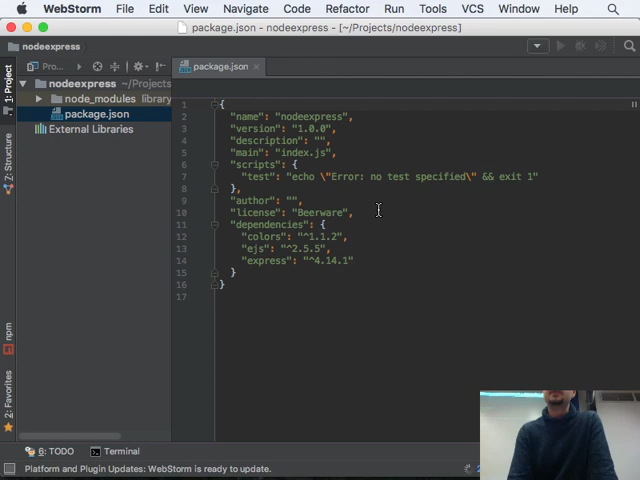 WebStorm File Edit View Navigate Code Refactor Run Tools VCS Window Help
package.json - nodeexpress - [~/Projects/nodeexpress]
nodeexpress
1: Project
Pro...
package.json
nodeexpress ~/Projects
node_modules library
package.json
External Libraries
Z: Structure
npm
2: Favorites
1 {
2 "name": "nodeexpress",
3 "version": "1.0.0",
4 "description": "",
5 "main": "index.js",
6 "scripts": {
7 "test": "echo \"Error: no test specified\" && exit 1"
8 },
9 "author": "",
10 "license": "Beerware",
11 "dependencies": {
12 "colors": "^1.1.2",
13 "ejs": "^2.5.5",
14 "express": "^4.14.1"
15 }
16 }
17
6: TODO Terminal
Platform and Plugin Updates: WebStorm is ready to update.